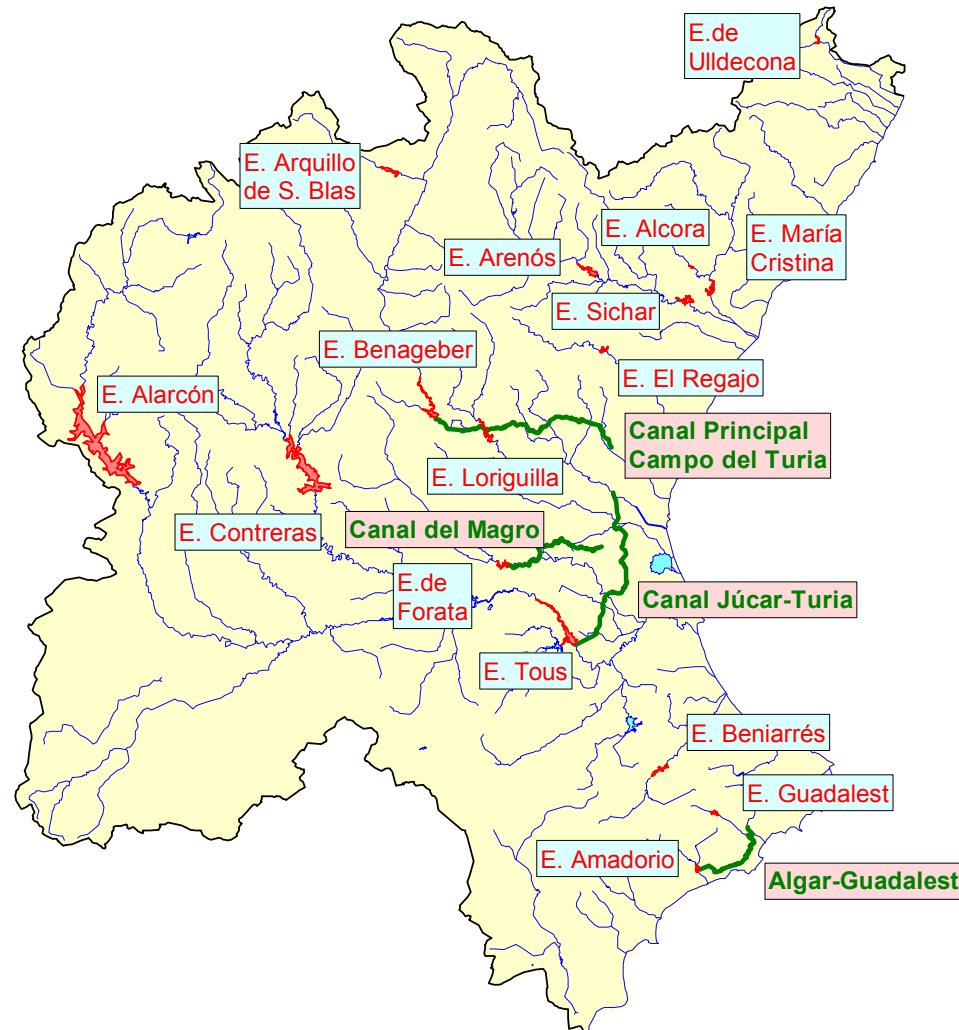 E.de
Ulldecona
E. Arquillo
de S. Blas
E. Alcora
E. María
Cristina
E. Arenós
E. Sichar
E. Benageber
E. El Regajo
E. Alarcón
Canal Principal
Campo del Turia
E. Loriguilla
E. Contreras
Canal del Magro
E.de
Forata
Canal Júcar-Turia
E. Tous
E. Beniarrés
E. Guadalest
E. Amadorio
Algar-Guadalest